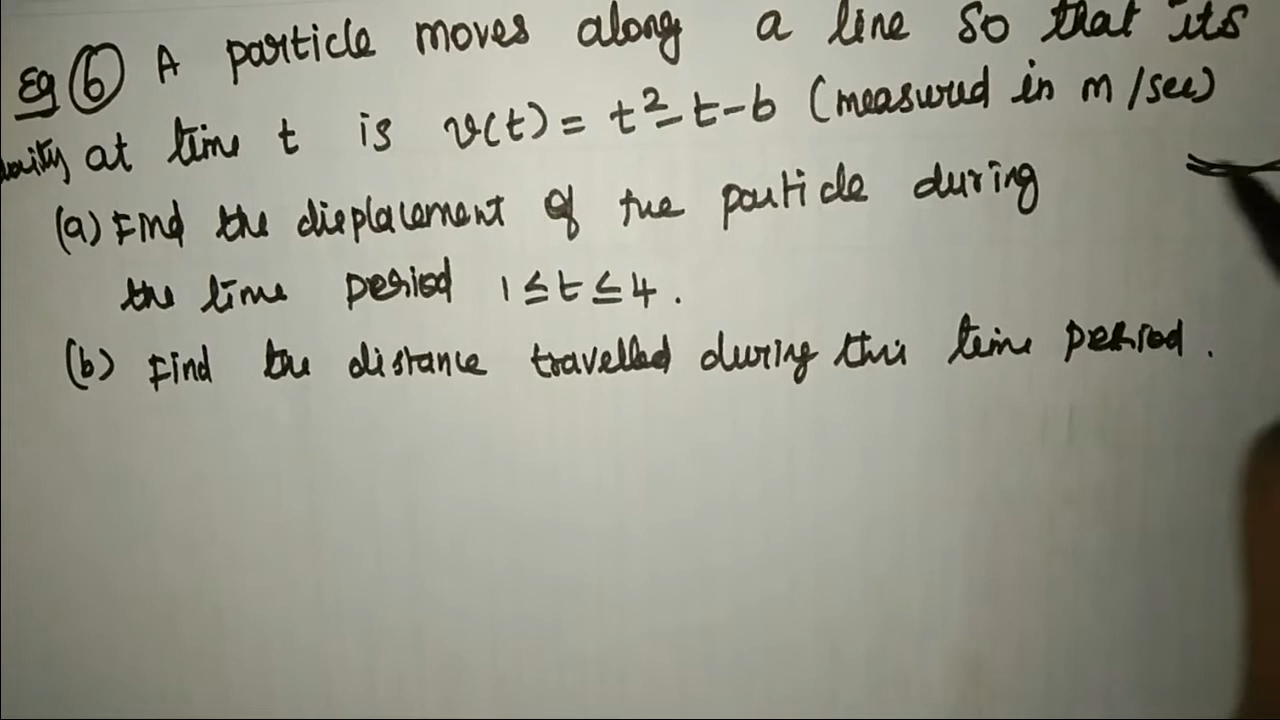 Eg 6 A particle moves along a line so that its
at time t is v(t) = t² - t - 6 (measured in m/sec)
(a) Find the displacement of the particle during
the time period 1 ≤ t ≤ 4.
(b) Find the distance travelled during this time period.